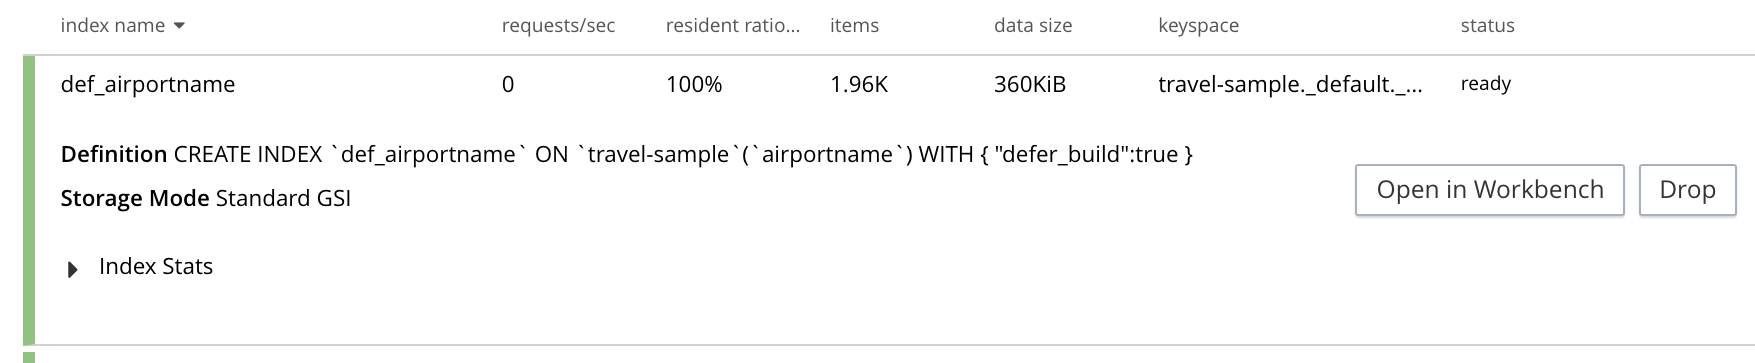 index name requests/sec resident ratio... items data size keyspace status
def_airportname 0 100% 1.96K 360KiB travel-sample._default._... ready
Definition CREATE INDEX `def_airportname` ON `travel-sample`(`airportname`) WITH { "defer_build":true }
Storage Mode Standard GSI
Open in Workbench Drop
Index Stats